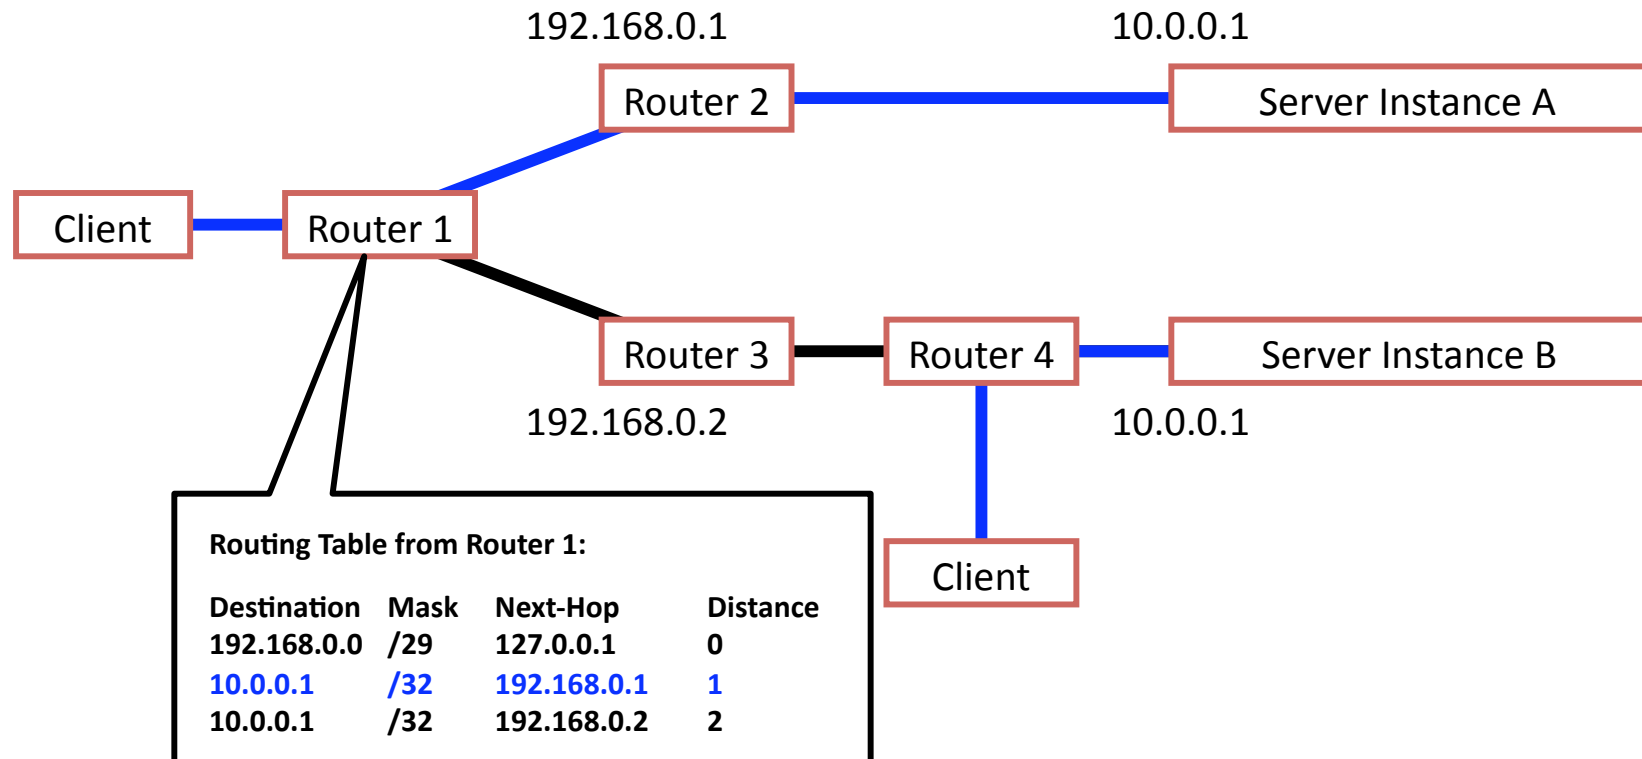 192.168.0.1 10.0.0.1
Router 2 Server Instance A
Client Router 1
Router 3 Router 4 Server Instance B
192.168.0.2 10.0.0.1
Client
Routing Table from Router 1:
Destination Mask Next-Hop Distance
192.168.0.0 /29 127.0.0.1 0
10.0.0.1 /32 192.168.0.1 1
10.0.0.1 /32 192.168.0.2 2